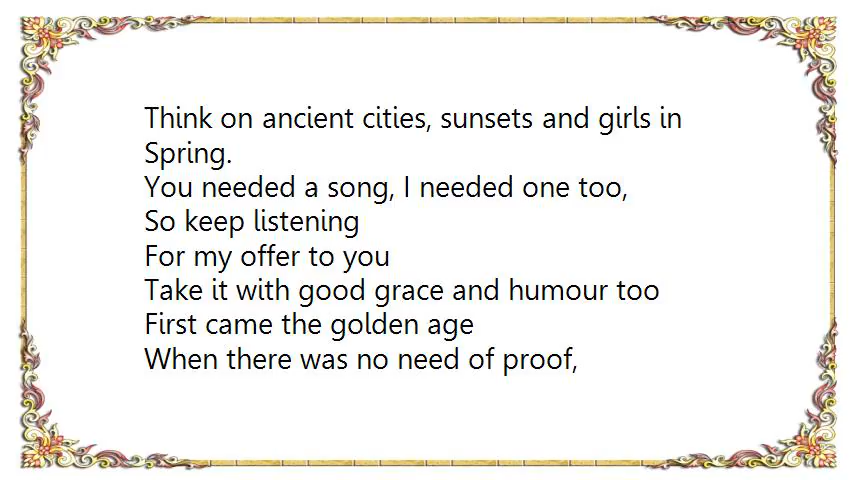 Think on ancient cities, sunsets and girls in
Spring.
You needed a song, I needed one too,
So keep listening
For my offer to you
Take it with good grace and humour too
First came the golden age
When there was no need of proof,